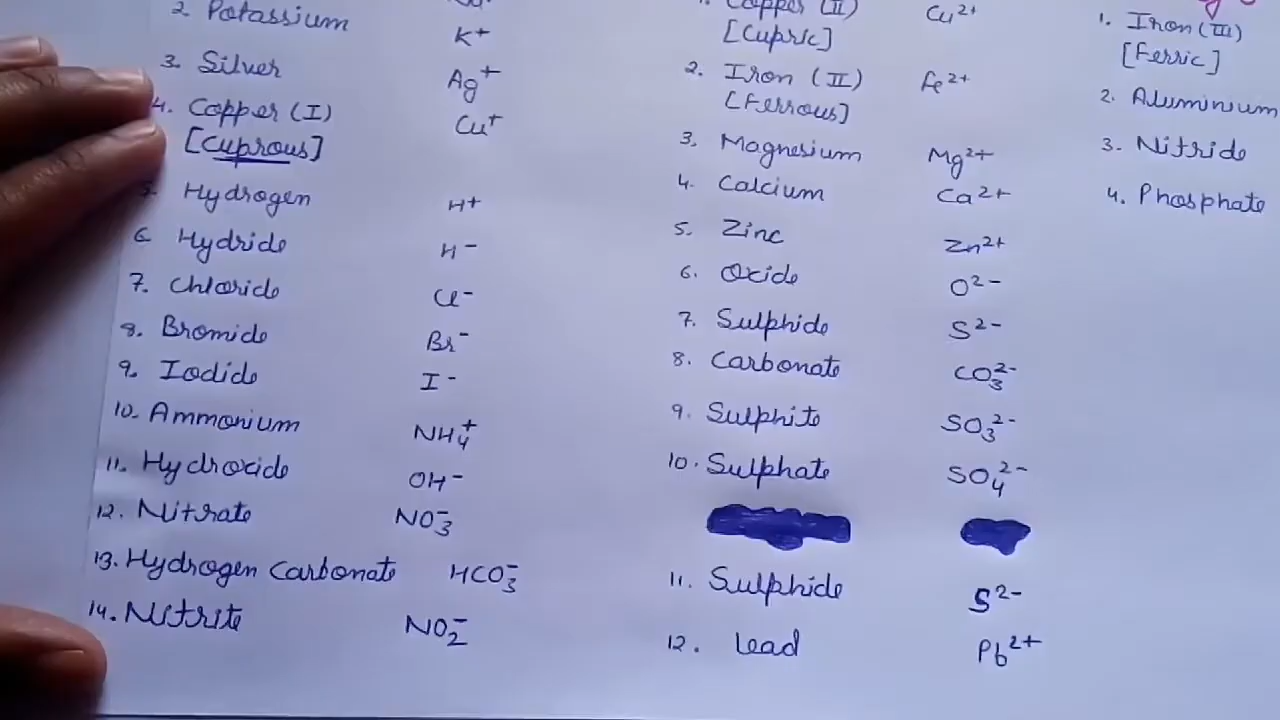 2. Potassium K+
3. Silver Ag+
4. Copper (I) Cu+
[Cuprous]
Hydrogen H+
6. Hydride H-
7. Chloride Cl-
8. Bromide Br-
9. Iodide I-
10. Ammonium NH4+
11. Hydroxide OH-
12. Nitrate NO3-
13. Hydrogen Carbonate HCO3-
14. Nitrite NO2-
1. Copper (II) Cu2+
[Cupric]
2. Iron (II) Fe2+
[Ferrous]
3. Magnesium Mg2+
4. Calcium Ca2+
5. Zinc Zn2+
6. Oxide O2-
7. Sulphide S2-
8. Carbonate CO32-
9. Sulphite SO32-
10. Sulphate SO42-
11. Sulphide S2-
12. Lead Pb2+
1. Iron (III)
[Ferric]
2. Aluminium
3. Nitride
4. Phosphate